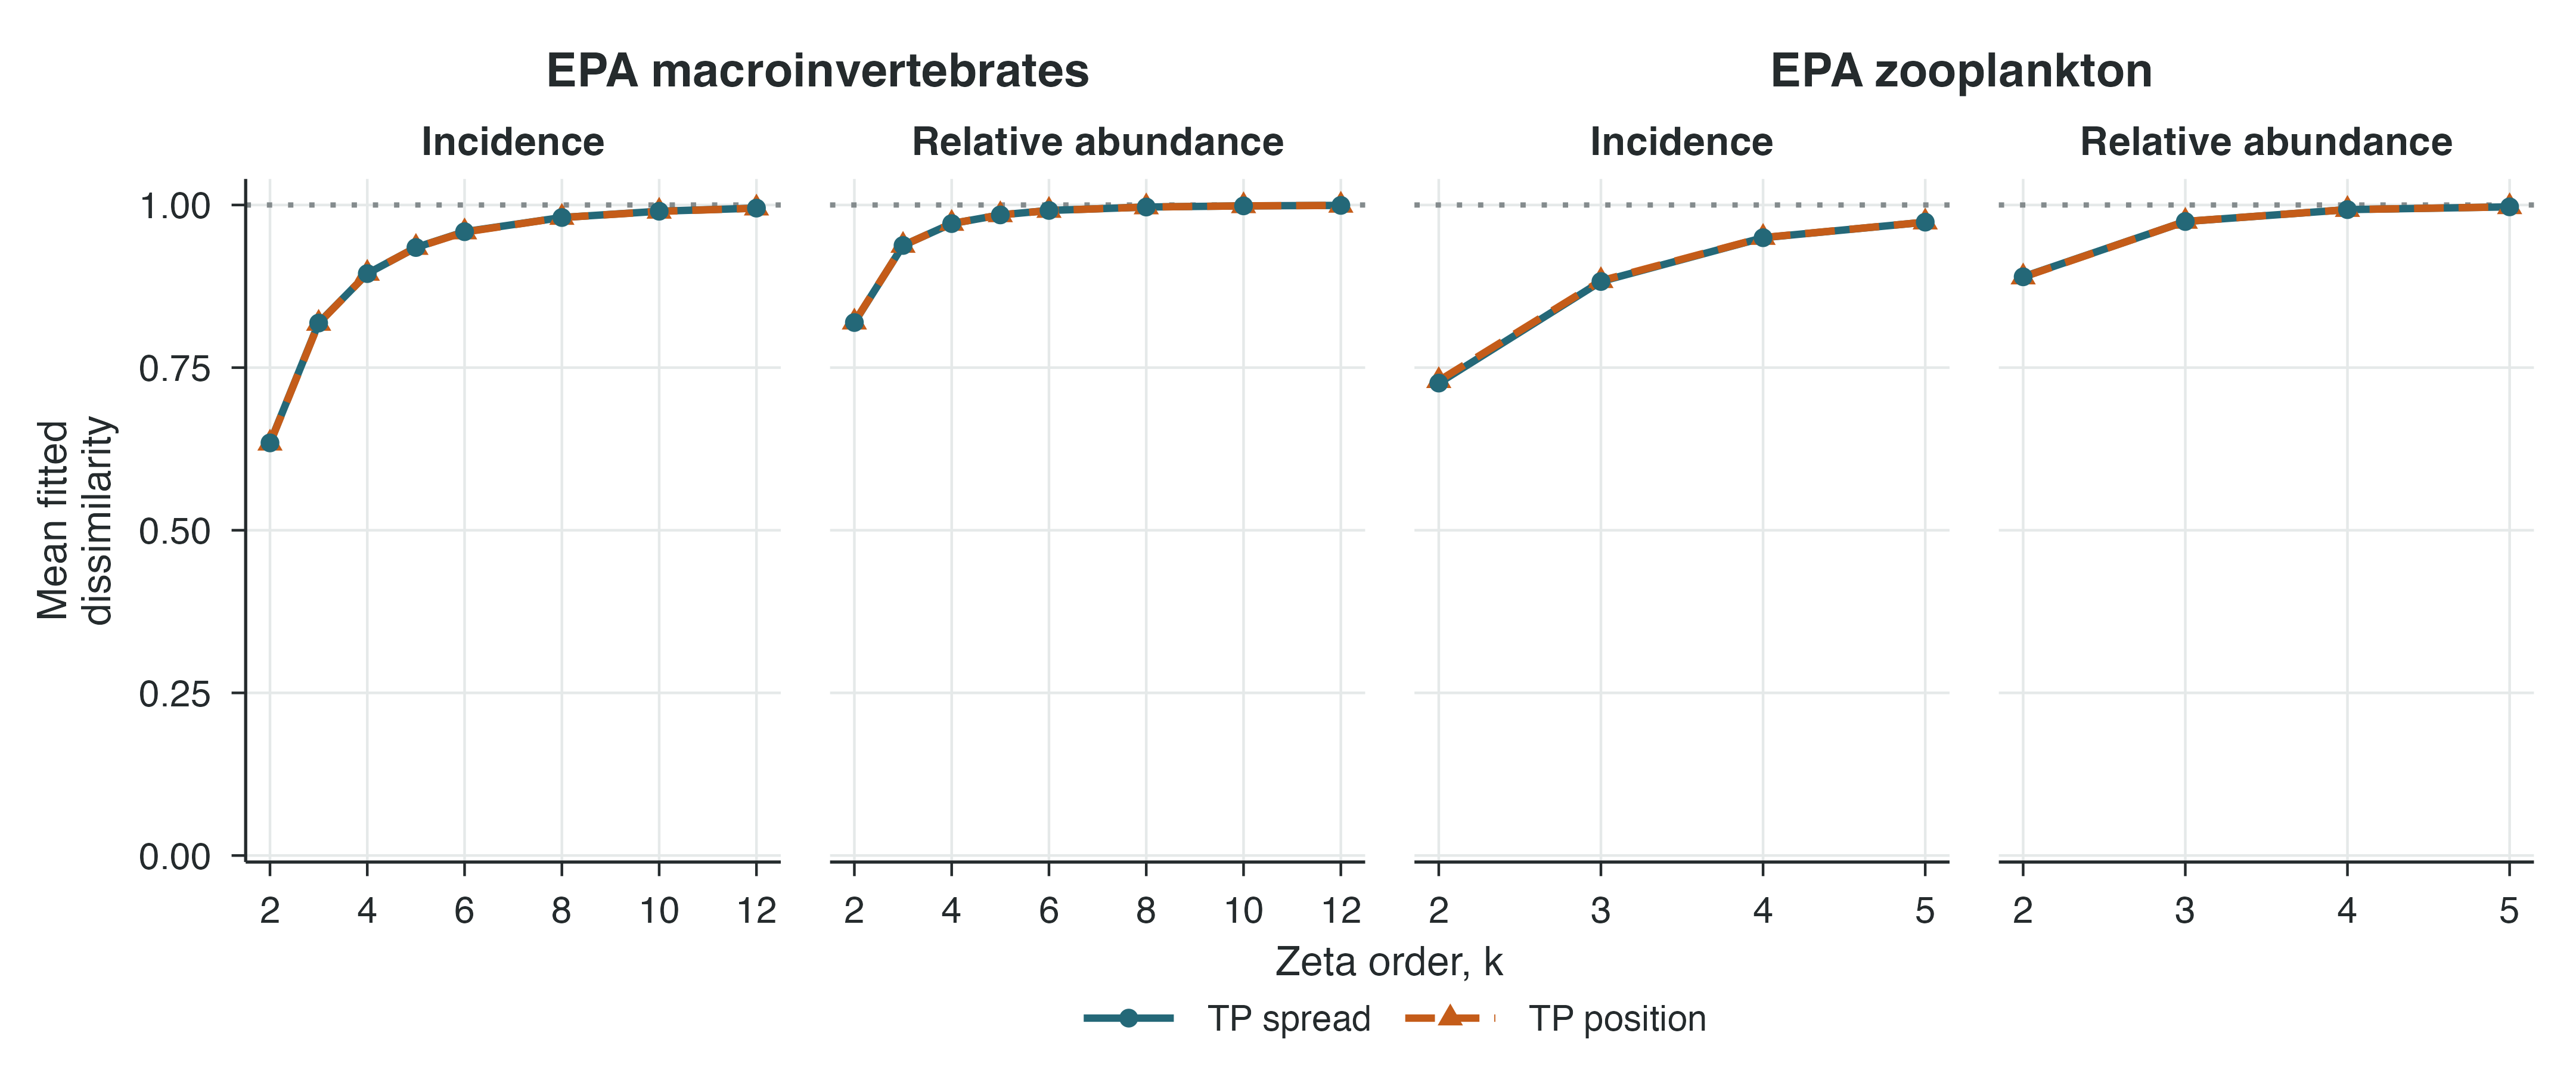 EPA macroinvertebrates
EPA zooplankton
Incidence
Relative abundance
Incidence
Relative abundance
Mean fitted
dissimilarity
1.00
0.75
0.50
0.25
0.00
2 4 6 8 10 12
2 4 6 8 10 12
2 3 4 5
2 3 4 5
Zeta order, k
TP spread
TP position